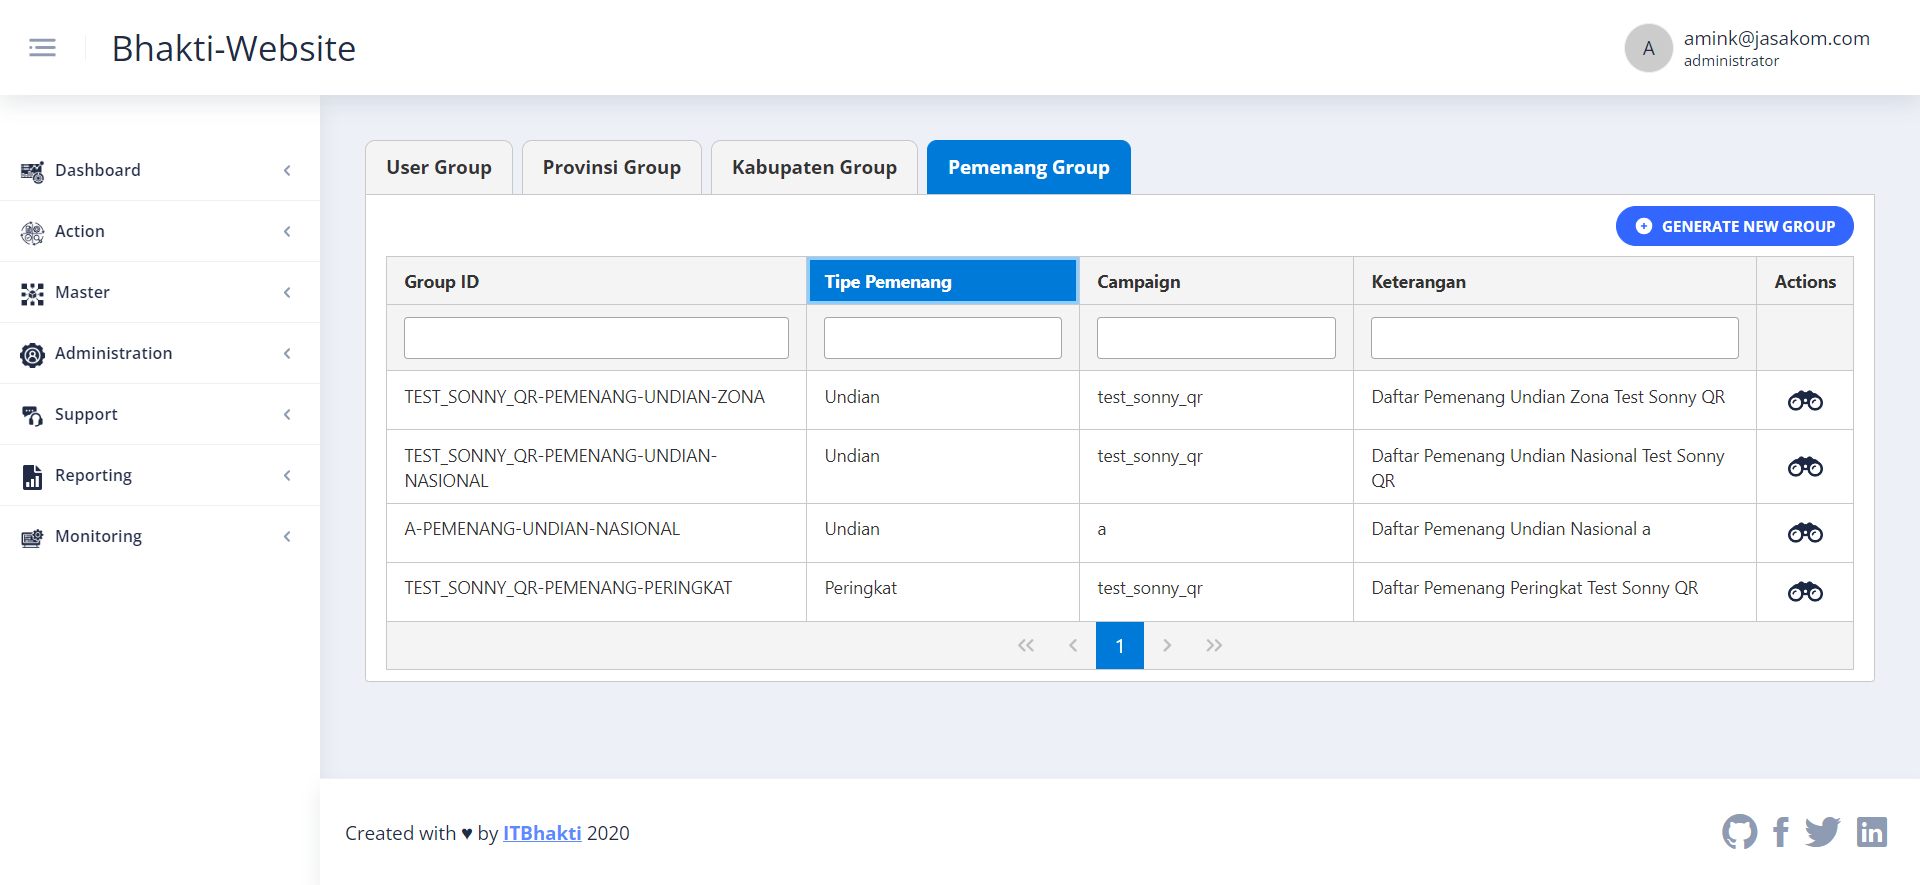 Bhakti-Website
A
amink@jasakom.com
administrator
Dashboard
Action
Master
Administration
Support
Reporting
Monitoring
User Group
Provinsi Group
Kabupaten Group
Pemenang Group
GENERATE NEW GROUP
Group ID
Tipe Pemenang
Campaign
Keterangan
Actions
TEST_SONNY_QR-PEMENANG-UNDIAN-ZONA
Undian
test_sonny_qr
Daftar Pemenang Undian Zona Test Sonny QR
TEST_SONNY_QR-PEMENANG-UNDIAN-
NASIONAL
Undian
test_sonny_qr
Daftar Pemenang Undian Nasional Test Sonny
QR
A-PEMENANG-UNDIAN-NASIONAL
Undian
a
Daftar Pemenang Undian Nasional a
TEST_SONNY_QR-PEMENANG-PERINGKAT
Peringkat
test_sonny_qr
Daftar Pemenang Peringkat Test Sonny QR
1
Created with ♥ by ITBhakti 2020